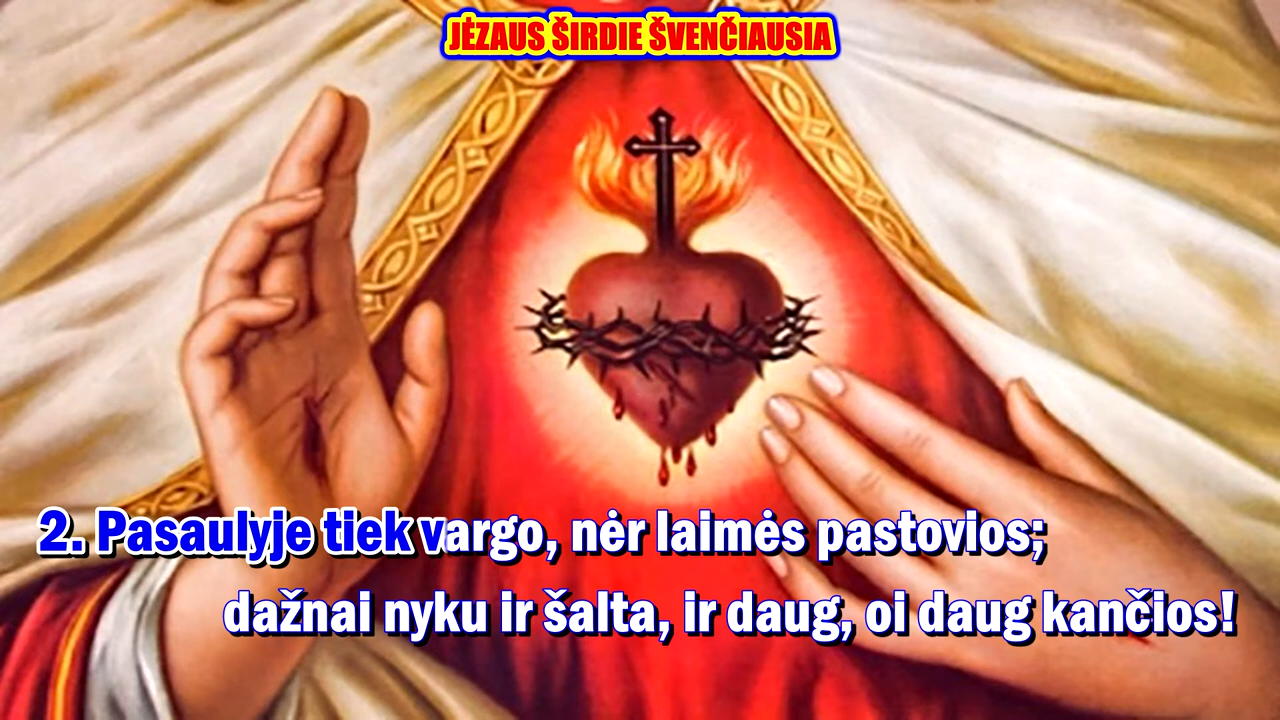 JĖZAUS ŠIRDIE ŠVENČIAUSIA
2. Pasaulyje tiek vargo, nėr laimės pastovios;
dažnai nyku ir šalta, ir daug, oi daug kančios!